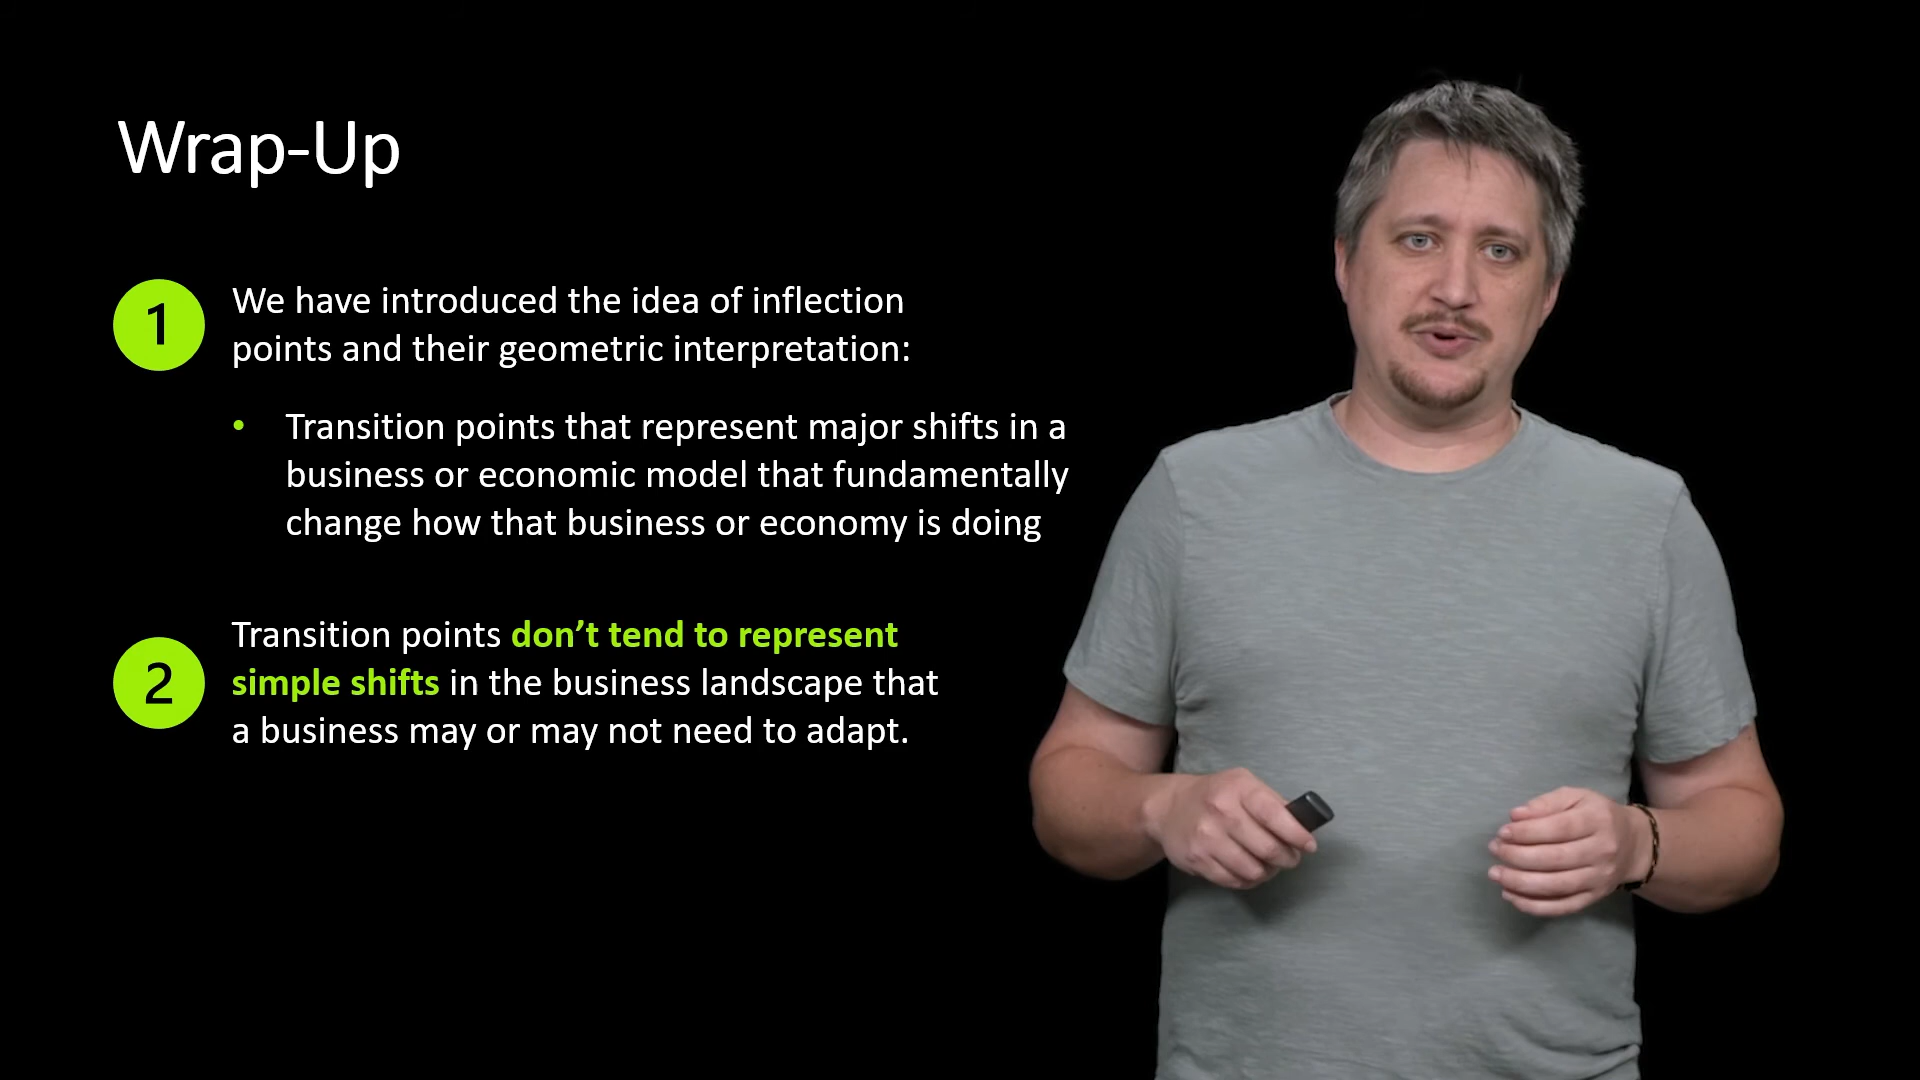 Wrap-Up
1
We have introduced the idea of inflection
points and their geometric interpretation:
• Transition points that represent major shifts in a
business or economic model that fundamentally
change how that business or economy is doing
2
Transition points don’t tend to represent
simple shifts in the business landscape that
a business may or may not need to adapt.